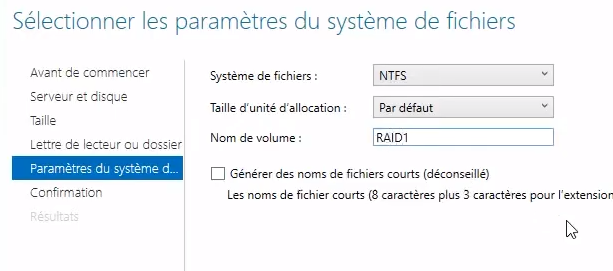 Sélectionner les paramètres du système de fichiers
Avant de commencer
Serveur et disque
Taille
Lettre de lecteur ou dossier
Paramètres du système d...
Confirmation
Résultats
Système de fichiers :
NTFS
Taille d'unité d'allocation :
Par défaut
Nom de volume :
RAID1
Générer des noms de fichiers courts (déconseillé)
Les noms de fichier courts (8 caractères plus 3 caractères pour l'extension